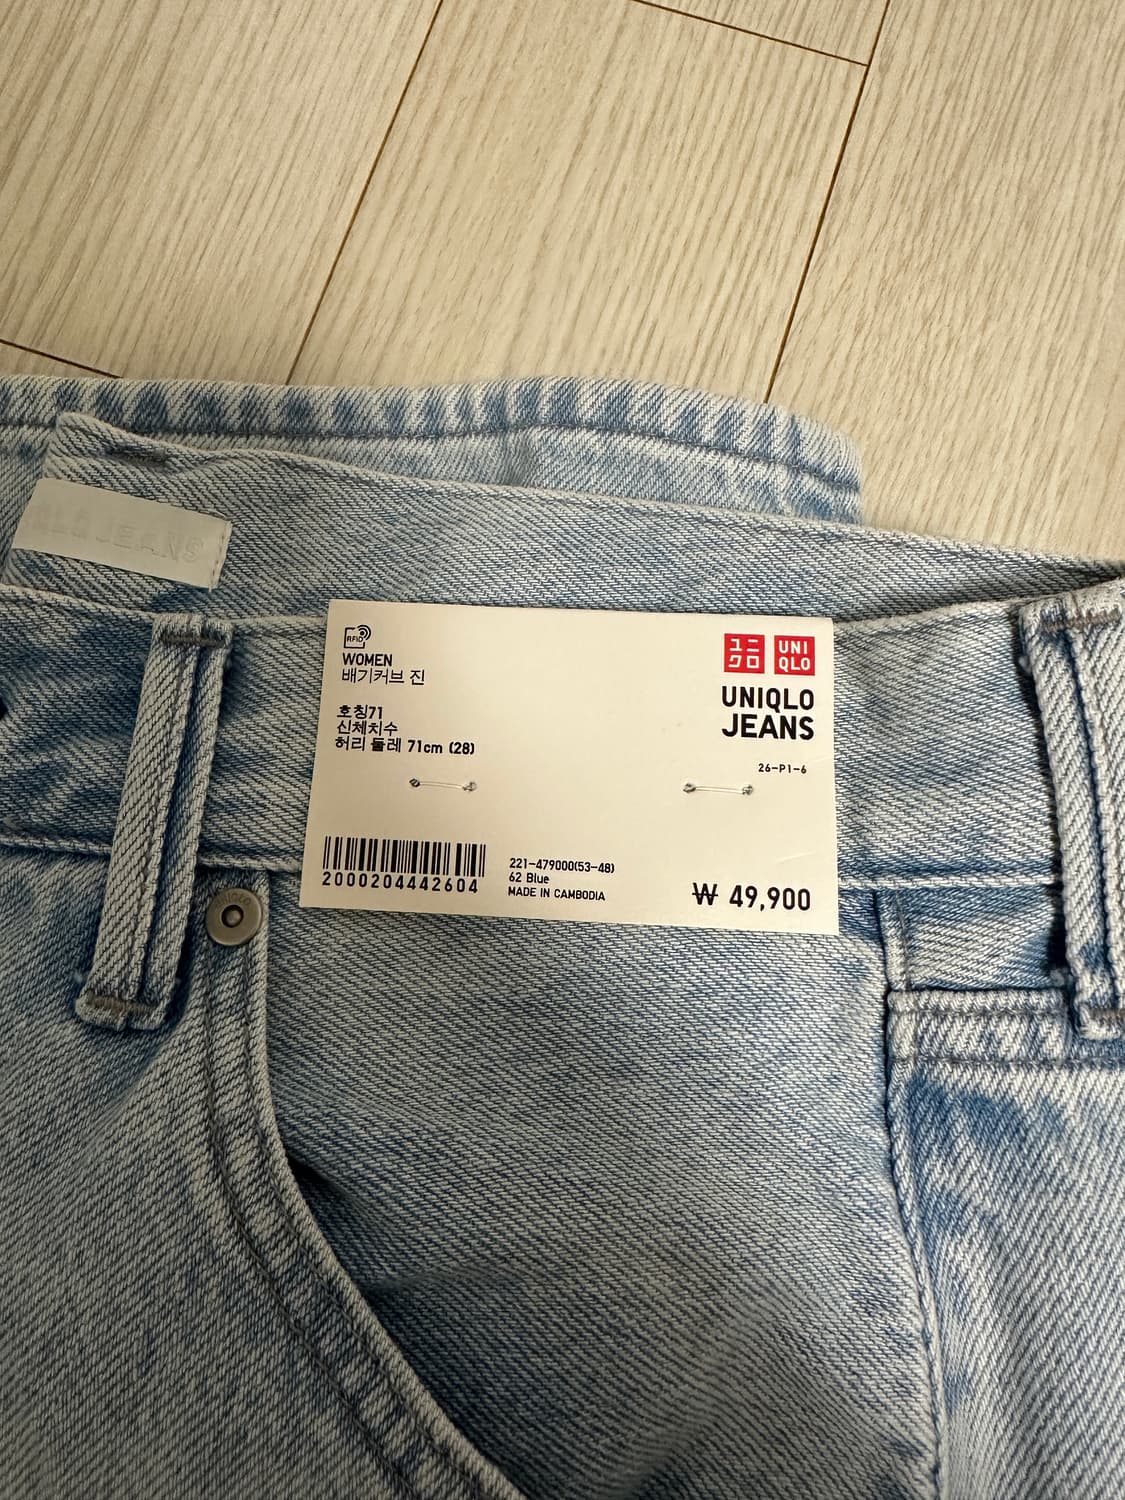 JEANS
RFID
WOMEN
배기커브 진
호칭71
신체치수
허리 둘레 71cm (28)
ユニ
クロ
UNI
QLO
UNIQLO
JEANS
26-P1-6
2000204442604
221-479000(53-48)
62 Blue
MADE IN CAMBODIA
₩ 49,900